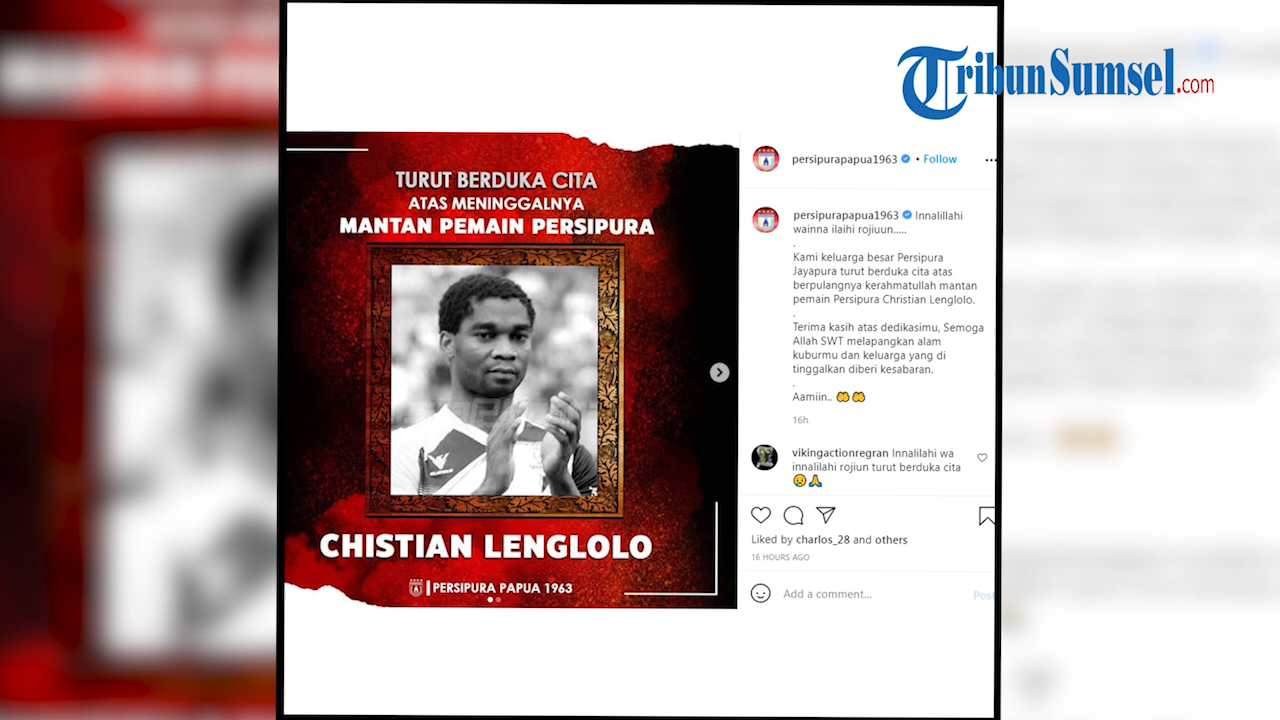 TribunSumsel.com
TURUT BERDUKA CITA
ATAS MENINGGALNYA
MANTAN PEMAIN PERSIPURA
CHISTIAN LENGLOLO
PERSIPURA PAPUA 1963
persipurapapua1963 • Follow
persipurapapua1963 Innalillahi
wainna ilaihi rojiuun.....
.
Kami keluarga besar Persipura
Jayapura turut berduka cita atas
berpulangnya kerahmatullah mantan
pemain Persipura Christian Lenglolo.
.
Terima kasih atas dedikasimu, Semoga
Allah SWT melapangkan alam
kuburmu dan keluarga yang di
tinggalkan diberi kesabaran.
.
Aamiin.. 🤲 🤲
16h
vikingactionregran Innalilahi wa
innalilahi rojiun turut berduka cita
😢🙏
Liked by charlos_28 and others
16 HOURS AGO
Add a comment...
Post